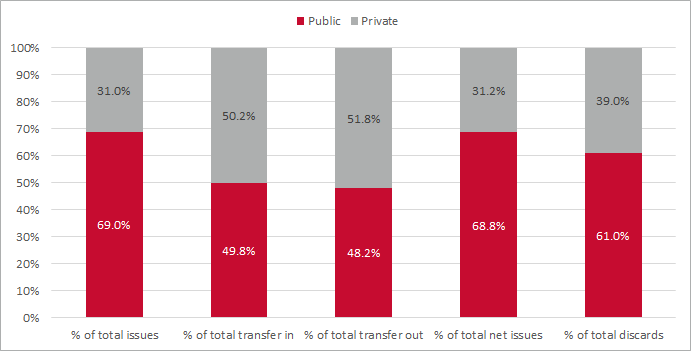 Public Private
100%
90%
80%
70%
60%
50%
40%
30%
20%
10%
0%
31.0% 50.2% 51.8% 31.2% 39.0%
69.0% 49.8% 48.2% 68.8% 61.0%
% of total issues % of total transfer in % of total transfer out % of total net issues % of total discards